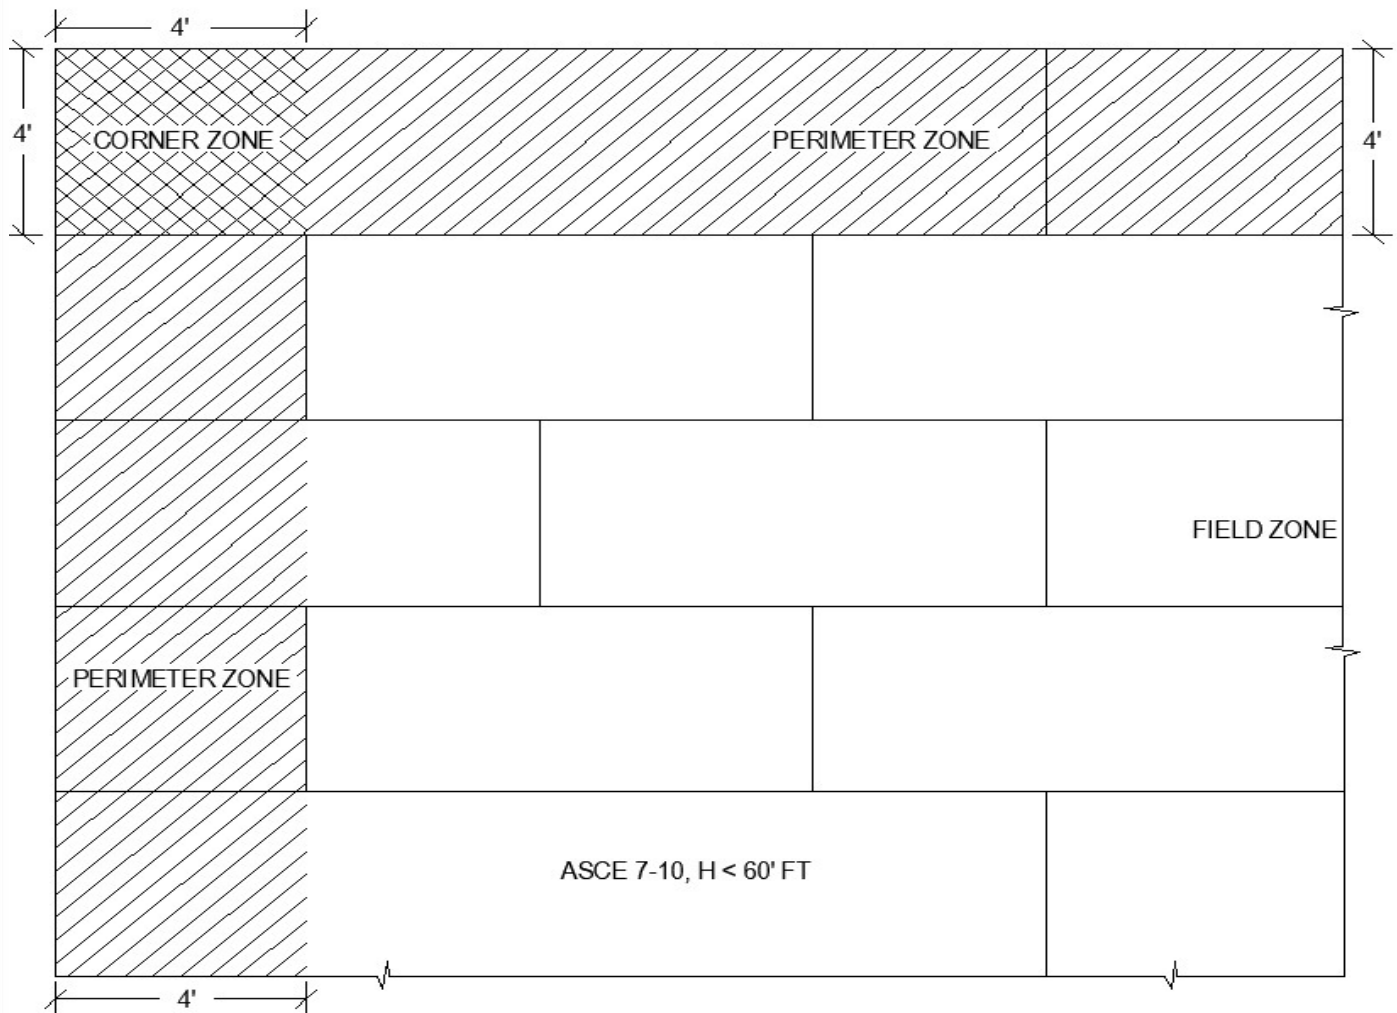 4'
4'
CORNER ZONE
PERIMETER ZONE
4'
FIELD ZONE
PERIMETER ZONE
ASCE 7-10, H < 60' FT
4'